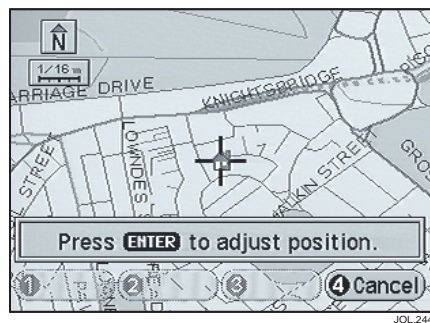 N
1/16 m
ARRIAGE DRIVE
KNIGHTSBRIDGE
LOWNDES S
STREET
ALKIN STREET
GROS
Press ENTER to adjust position.
1
2
3
4 Cancel
JOL.244